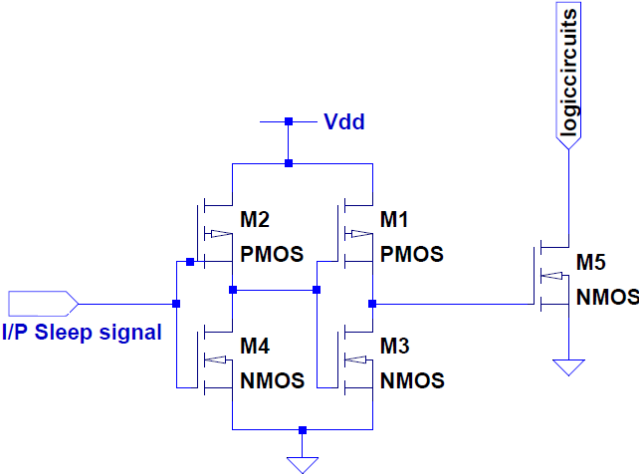 logiccircuits
Vdd
M2
PMOS
M1
PMOS
M5
NMOS
I/P Sleep signal
M4
NMOS
M3
NMOS